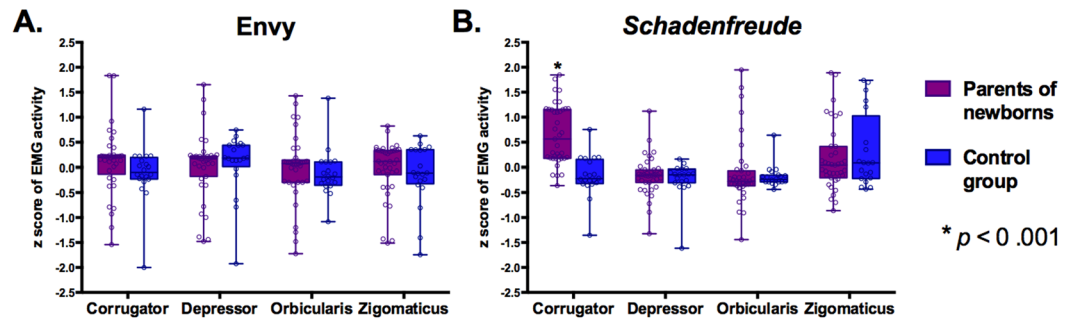 A.
Envy
B.
Schadenfreude
z score of EMG activity
2.5
2.0
1.5
1.0
0.5
0.0
-0.5
-1.0
-1.5
-2.0
-2.5
Corrugator Depressor Orbicularis Zigomaticus
z score of EMG activity
2.5
2.0
1.5
1.0
0.5
0.0
-0.5
-1.0
-1.5
-2.0
-2.5
*
Corrugator Depressor Orbicularis Zigomaticus
Parents of
newborns
Control
group
* p < 0 .001